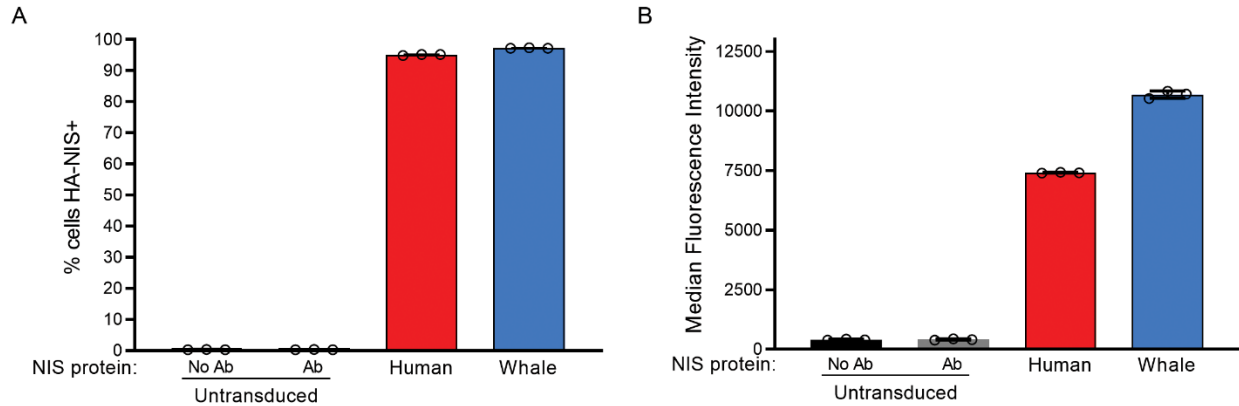 A
% cells HA-NIS+
100
90
80
70
60
50
40
30
20
10
0
NIS protein:
No Ab
Ab
Human
Whale
Untransduced
B
Median Fluorescence Intensity
12500
10000
7500
5000
2500
0
NIS protein:
No Ab
Ab
Human
Whale
Untransduced